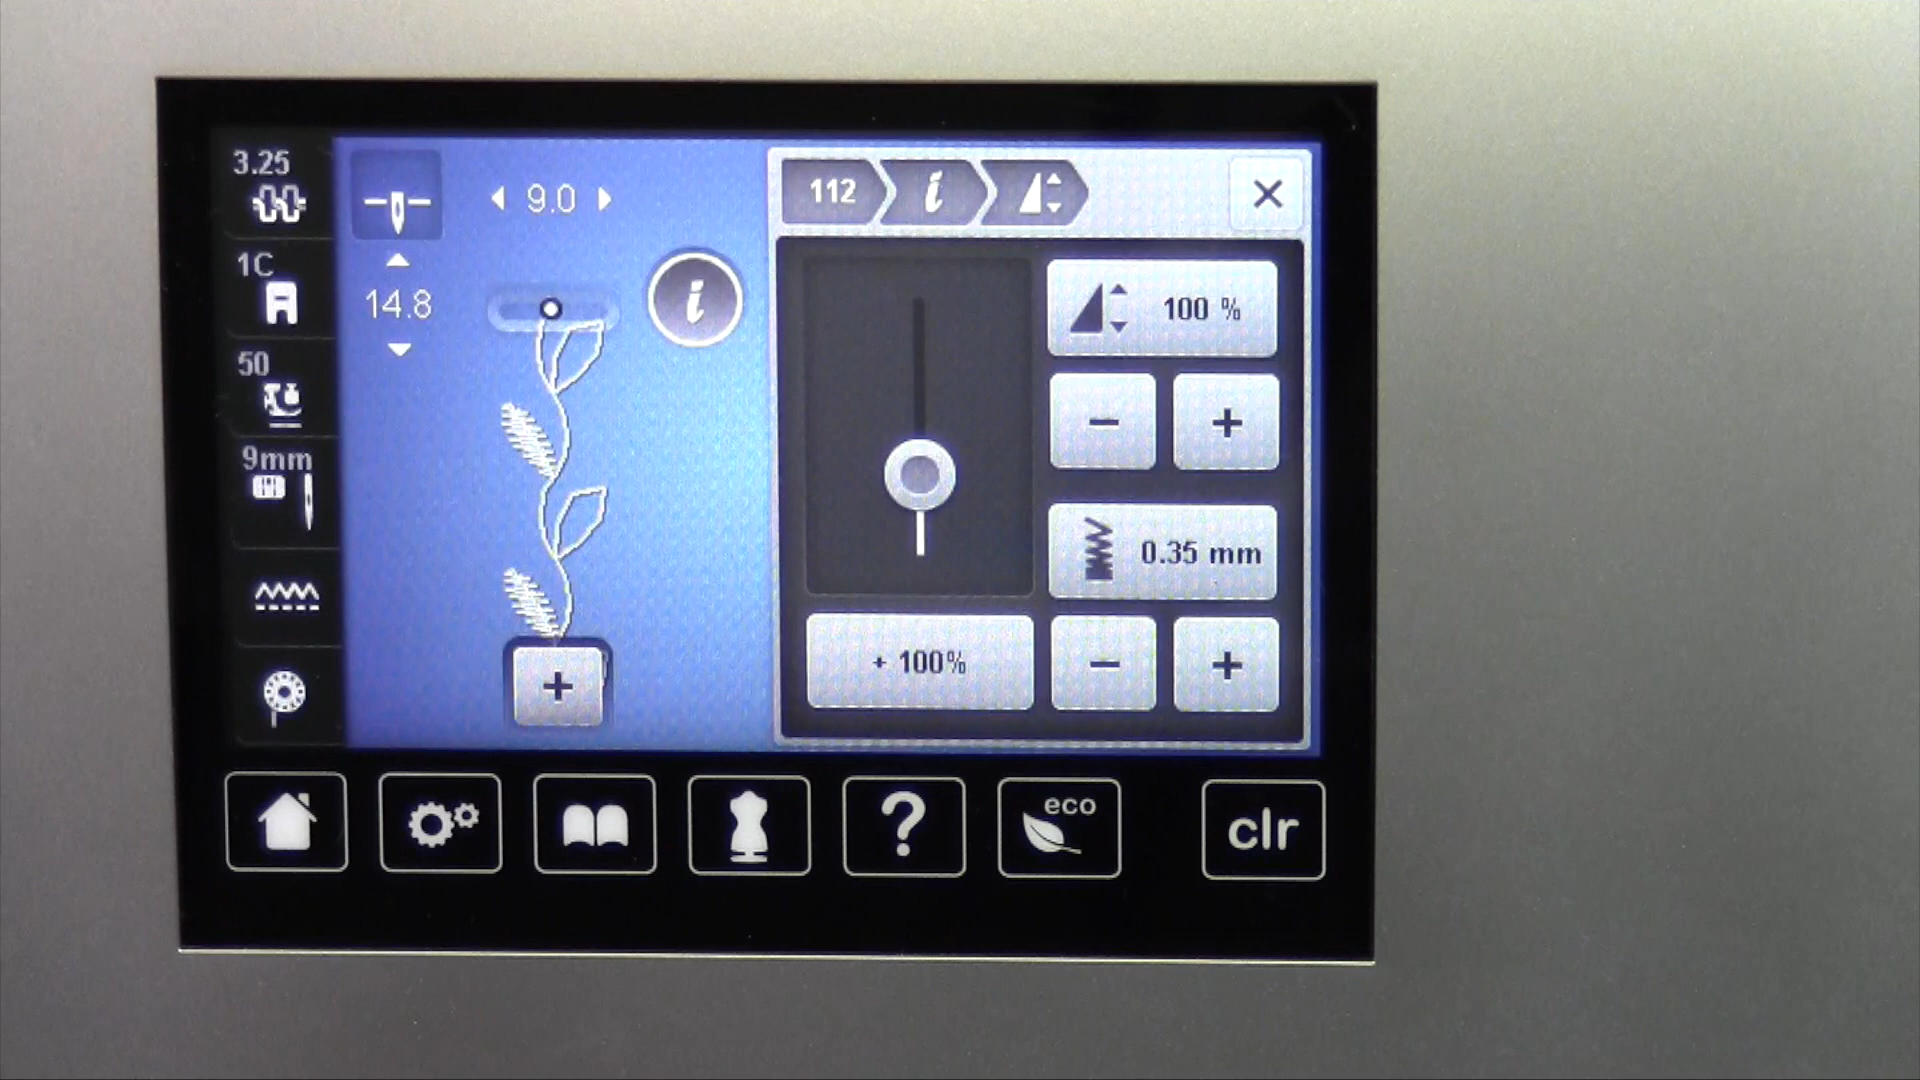 3.25
1C
50
9mm
9.0
14.8
i
112 i
100 %
- +
0.35 mm
+ 100%
- +
+
? eco clr